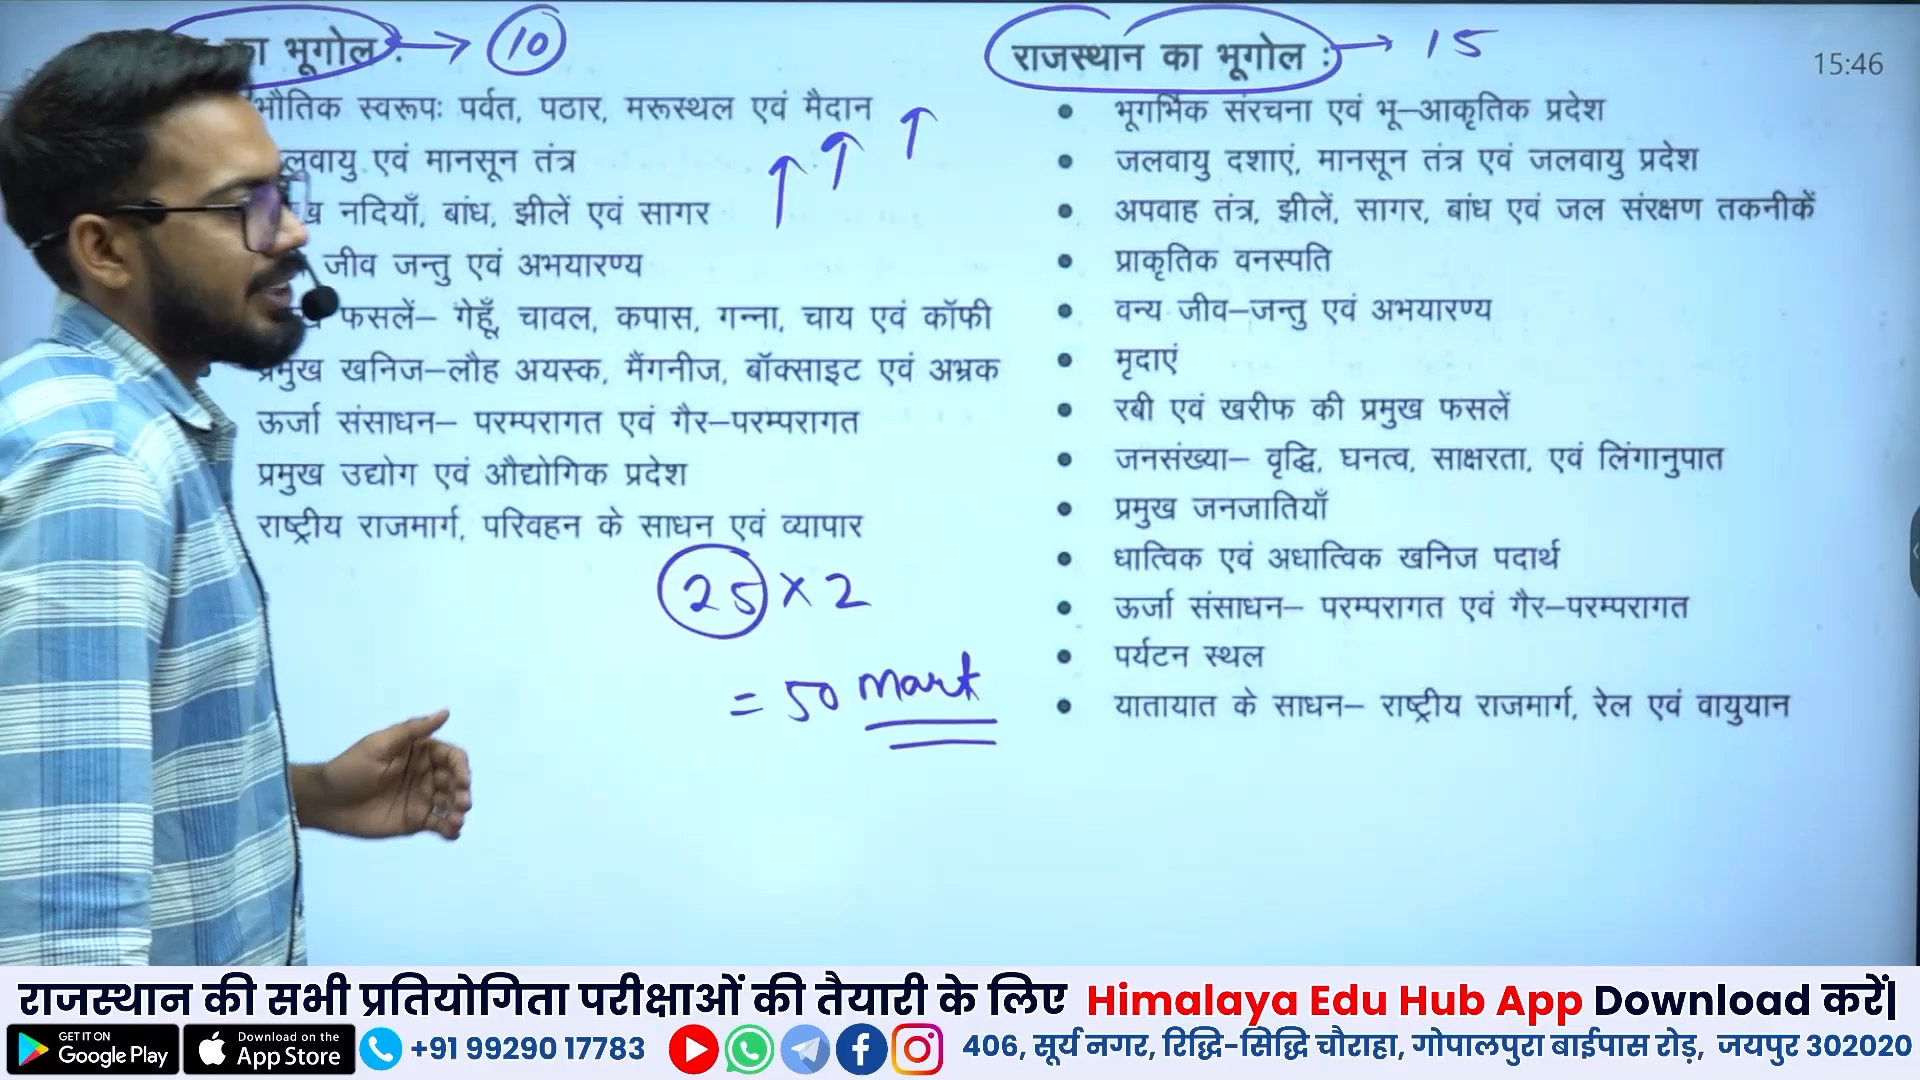 का भूगोल : → 10
भौतिक स्वरूपः पर्वत, पठार, मरूस्थल एवं मैदान
लवायु एवं मानसून तंत्र
ख नदियाँ, बांध, झीलें एवं सागर
जीव जन्तु एवं अभयारण्य
फसलें– गेहूँ, चावल, कपास, गन्ना, चाय एवं कॉफी
प्रमुख खनिज–लौह अयस्क, मैंगनीज, बॉक्साइट एवं अभ्रक
ऊर्जा संसाधन– परम्परागत एवं गैर–परम्परागत
प्रमुख उद्योग एवं औद्योगिक प्रदेश
राष्ट्रीय राजमार्ग, परिवहन के साधन एवं व्यापार
25 × 2
= 50 Mark
राजस्थान का भूगोल : → 15
15:46
• भूगर्भिक संरचना एवं भू–आकृतिक प्रदेश
• जलवायु दशाएं, मानसून तंत्र एवं जलवायु प्रदेश
• अपवाह तंत्र, झीलें, सागर, बांध एवं जल संरक्षण तकनीकें
• प्राकृतिक वनस्पति
• वन्य जीव–जन्तु एवं अभयारण्य
• मृदाएं
• रबी एवं खरीफ की प्रमुख फसलें
• जनसंख्या– वृद्धि, घनत्व, साक्षरता, एवं लिंगानुपात
• प्रमुख जनजातियाँ
• धात्विक एवं अधात्विक खनिज पदार्थ
• ऊर्जा संसाधन– परम्परागत एवं गैर–परम्परागत
• पर्यटन स्थल
• यातायात के साधन– राष्ट्रीय राजमार्ग, रेल एवं वायुयान
राजस्थान की सभी प्रतियोगिता परीक्षाओं की तैयारी के लिए Himalaya Edu Hub App Download करें|
GET IT ON Google Play
Download on the App Store
+91 99290 17783
406, सूर्य नगर, रिद्धि-सिद्धि चौराहा, गोपालपुरा बाईपास रोड़, जयपुर 302020